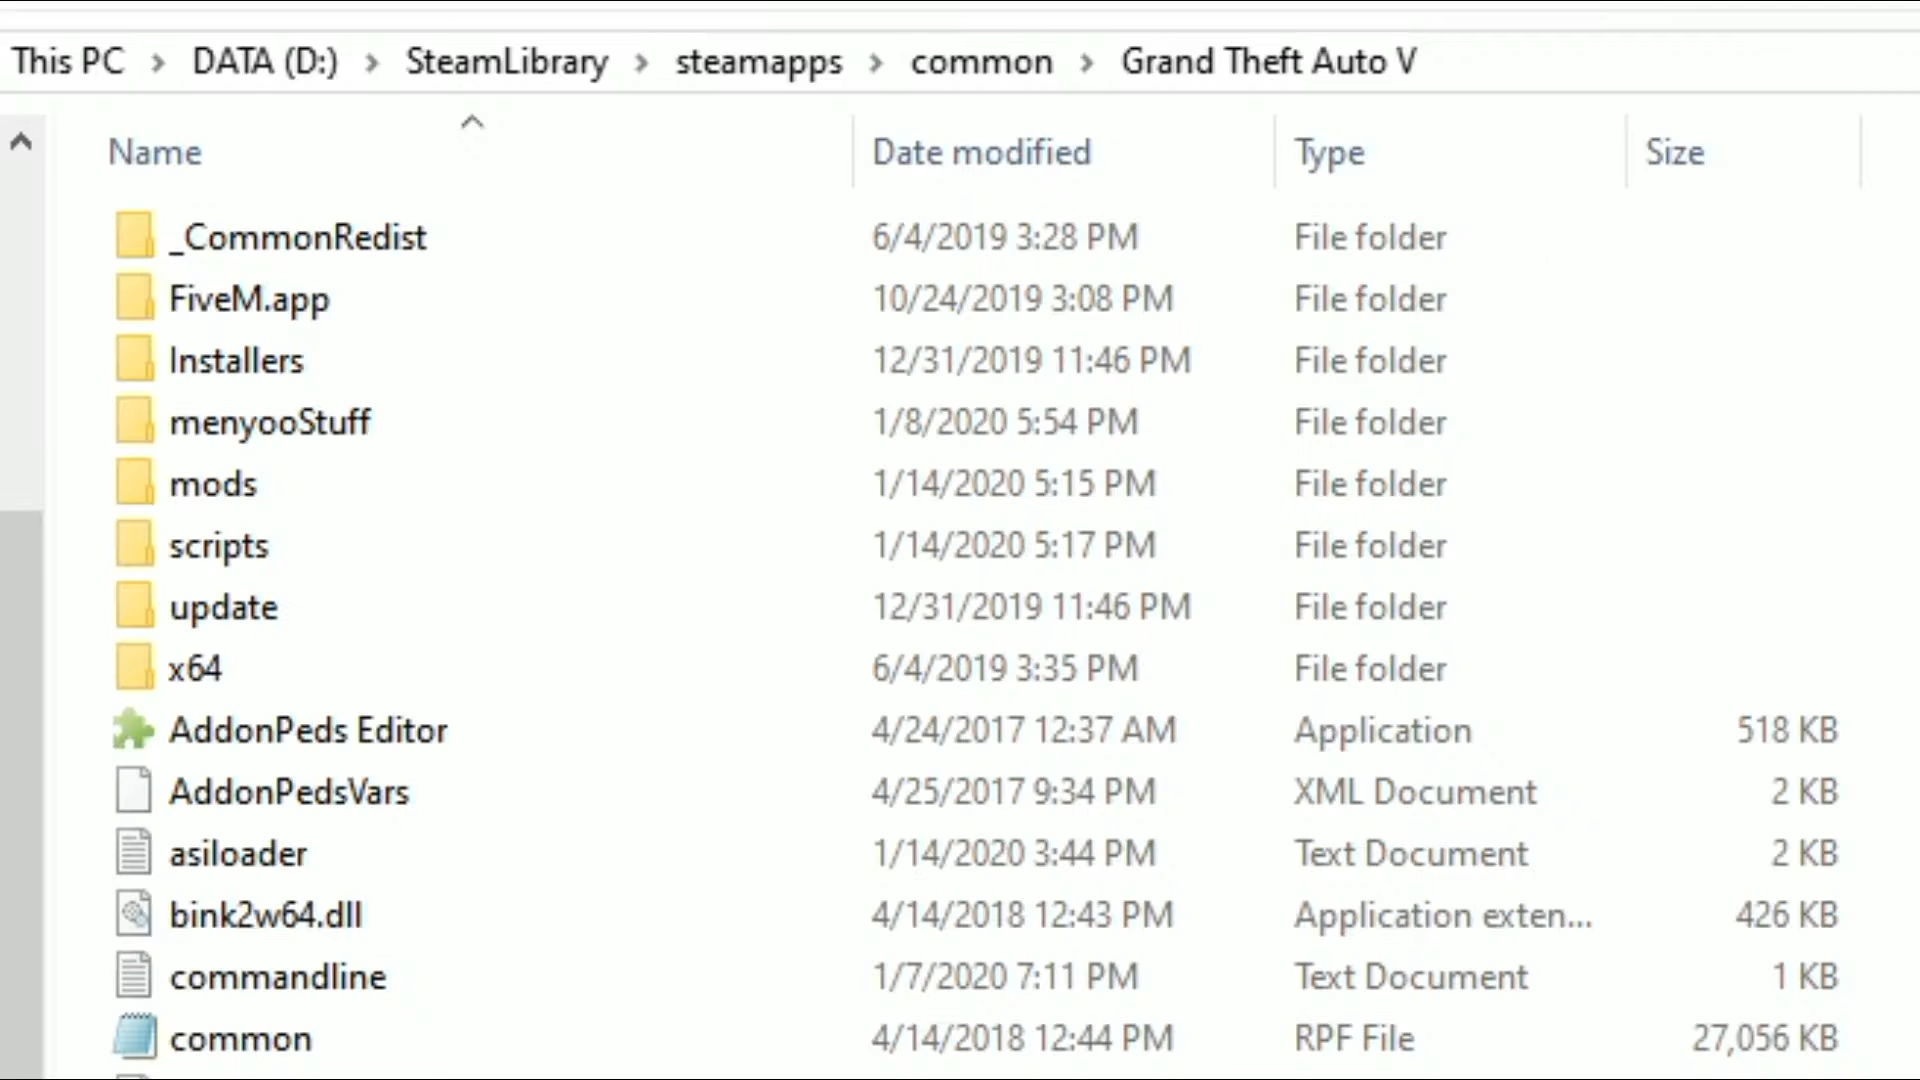 This PC > DATA (D:) > SteamLibrary > steamapps > common > Grand Theft Auto V
Name Date modified Type Size
_CommonRedist 6/4/2019 3:28 PM File folder
FiveM.app 10/24/2019 3:08 PM File folder
Installers 12/31/2019 11:46 PM File folder
menyooStuff 1/8/2020 5:54 PM File folder
mods 1/14/2020 5:15 PM File folder
scripts 1/14/2020 5:17 PM File folder
update 12/31/2019 11:46 PM File folder
x64 6/4/2019 3:35 PM File folder
AddonPeds Editor 4/24/2017 12:37 AM Application 518 KB
AddonPedsVars 4/25/2017 9:34 PM XML Document 2 KB
asiloader 1/14/2020 3:44 PM Text Document 2 KB
bink2w64.dll 4/14/2018 12:43 PM Application exten... 426 KB
commandline 1/7/2020 7:11 PM Text Document 1 KB
common 4/14/2018 12:44 PM RPF File 27,056 KB